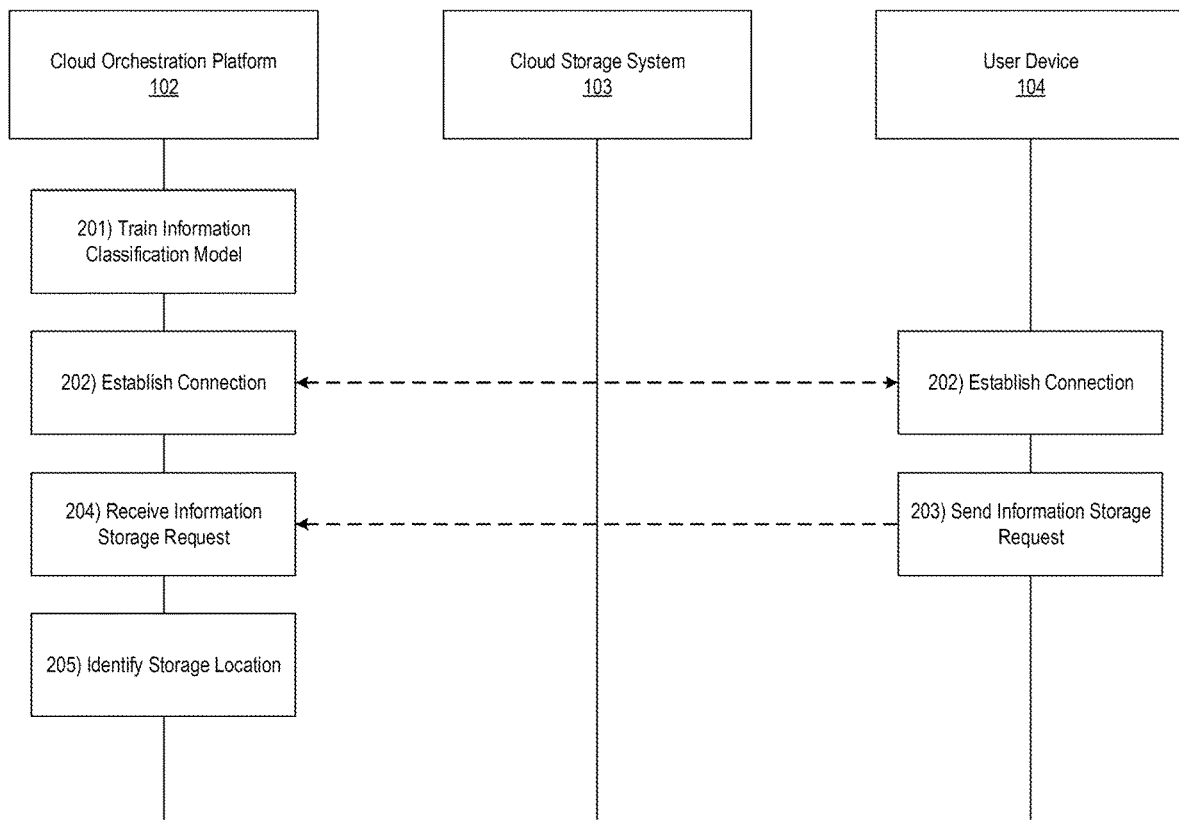 Cloud Orchestration Platform
102
Cloud Storage System
103
User Device
104
201) Train Information
Classification Model
202) Establish Connection
202) Establish Connection
204) Receive Information
Storage Request
203) Send Information Storage
Request
205) Identify Storage Location